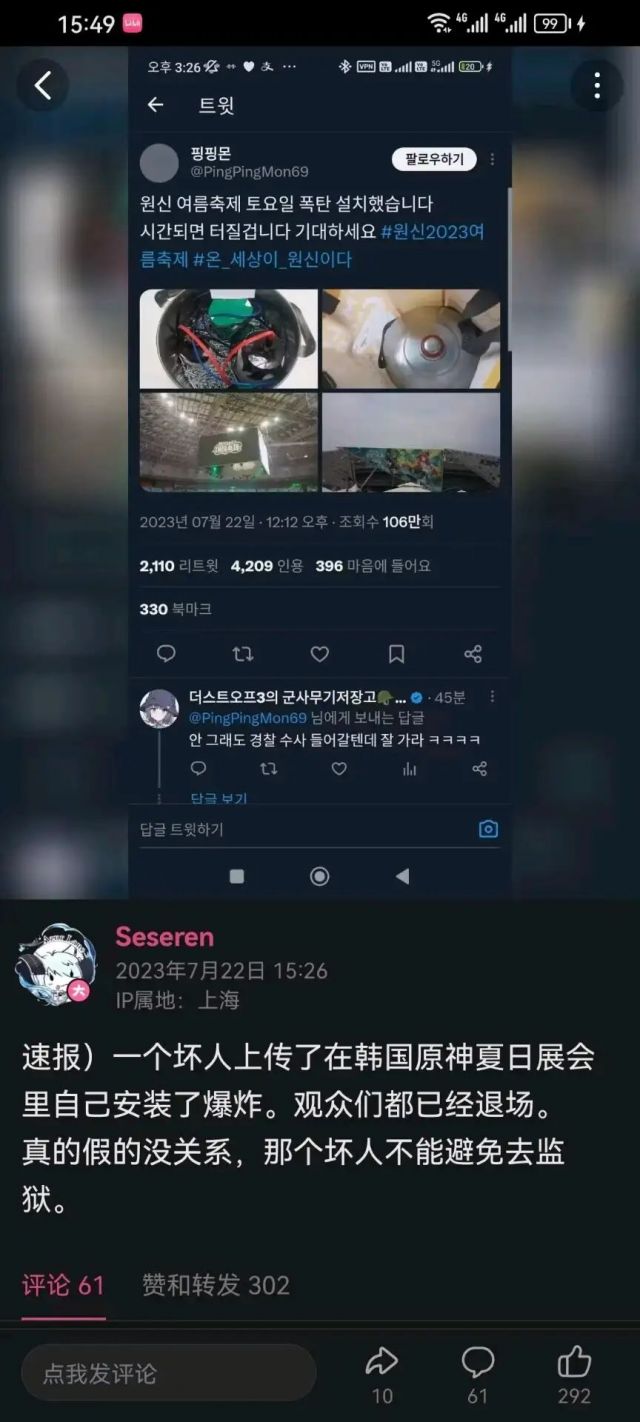 15:49
4G 4G 99
오후 3:26
VPN 5G 20
트윗
핑핑몬
@PingPingMon69
팔로우하기
원신 여름축제 토요일 폭탄 설치했습니다
시간되면 터질겁니다 기대하세요 #원신2023여
름축제 #온_세상이_원신이다
2023년 07월 22일 · 12:12 오후 · 조회수 106만회
2,110 리트윗 4,209 인용 396 마음에 들어요
330 북마크
더스트오프3의 군사무기저장고🪖... · 45분
@PingPingMon69 님에게 보내는 답글
안 그래도 경찰 수사 들어갈텐데 잘 가라 ㅋㅋㅋㅋ
답글 보기
답글 트윗하기
Seseren
2023年7月22日 15:26
IP属地：上海
速报）一个坏人上传了在韩国原神夏日展会
里自己安装了爆炸。观众们都已经退场。
真的假的没关系，那个坏人不能避免去监
狱。
评论 61 赞和转发 302
点我发评论
10 61 292